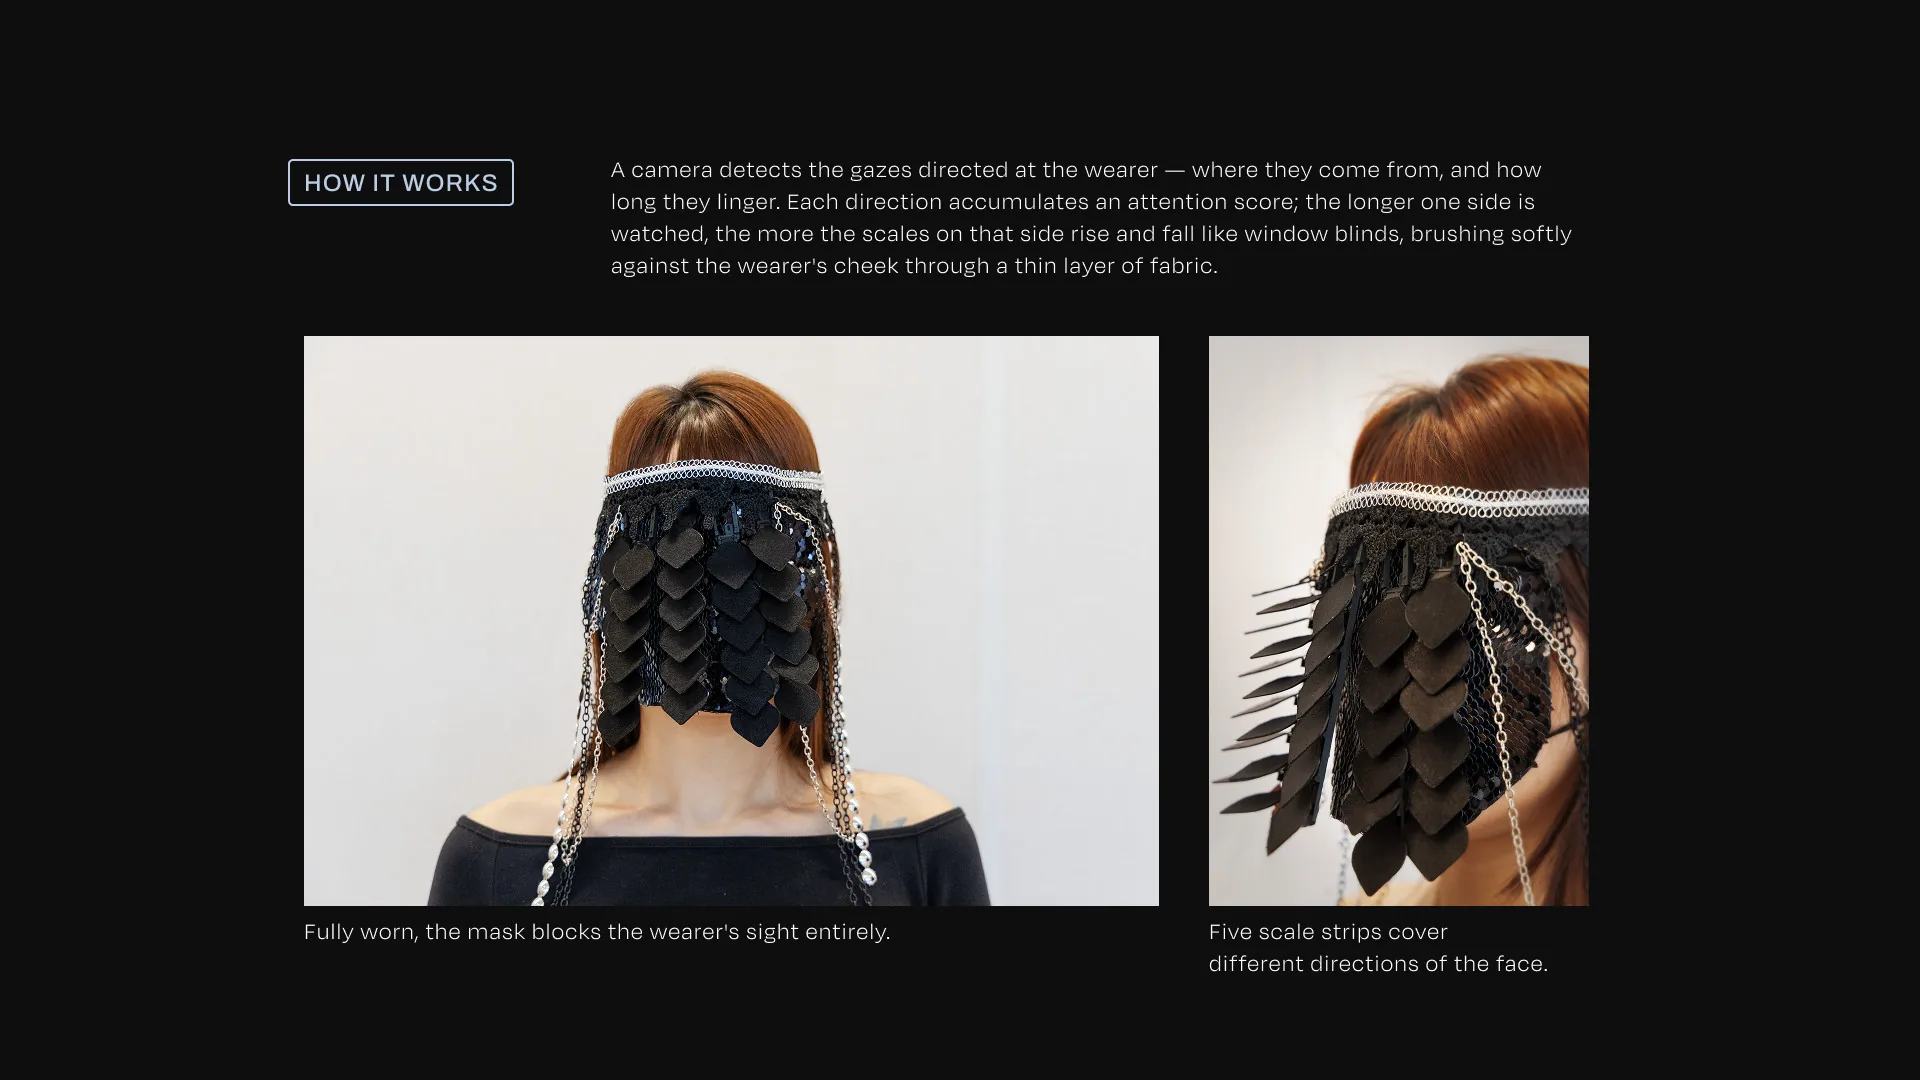 HOW IT WORKS
A camera detects the gazes directed at the wearer — where they come from, and how
long they linger. Each direction accumulates an attention score; the longer one side is
watched, the more the scales on that side rise and fall like window blinds, brushing softly
against the wearer's cheek through a thin layer of fabric.
Fully worn, the mask blocks the wearer's sight entirely.
Five scale strips cover
different directions of the face.